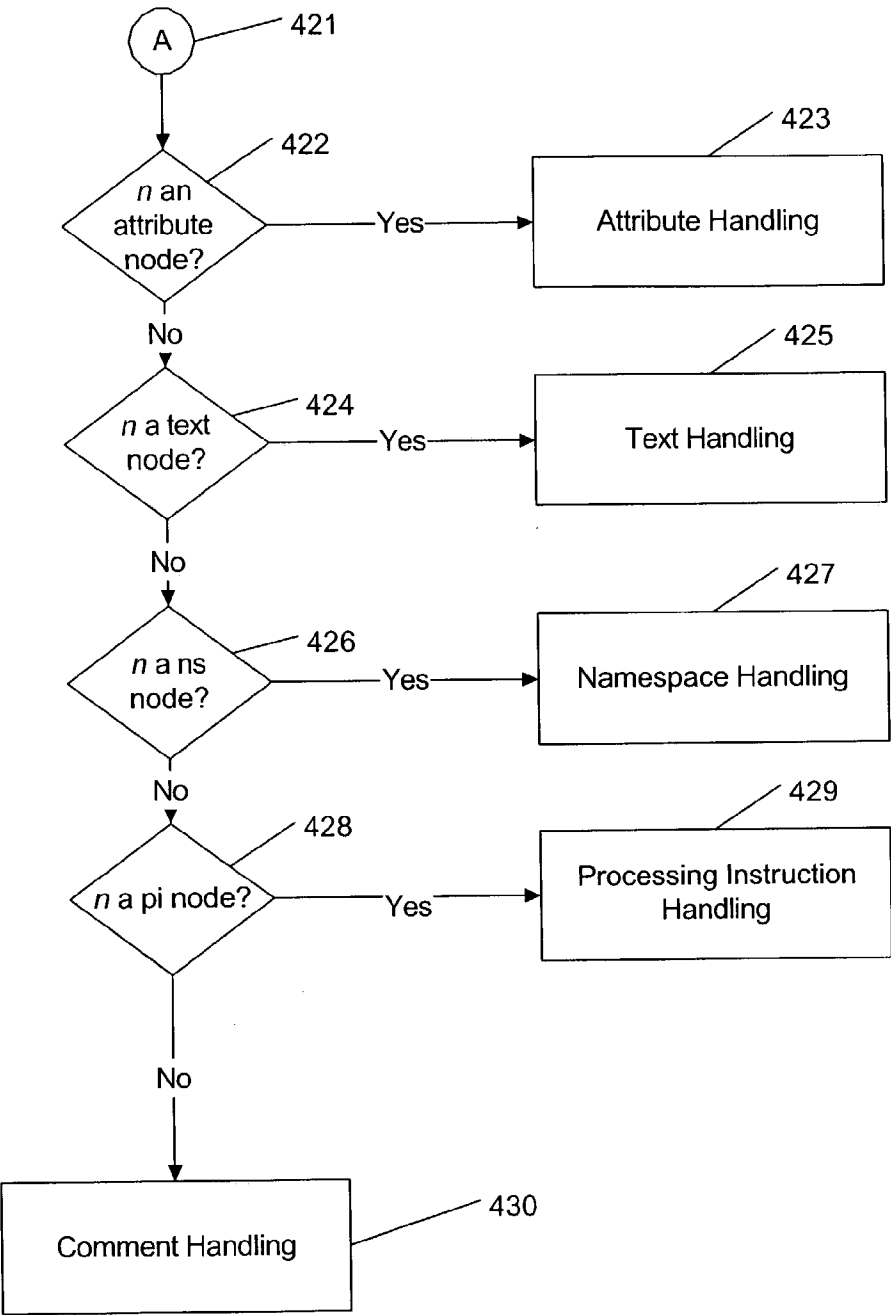 A
421
422
n an
attribute
node?
Yes
423
Attribute Handling
No
424
n a text
node?
Yes
425
Text Handling
No
426
n a ns
node?
Yes
427
Namespace Handling
No
428
n a pi node?
Yes
429
Processing Instruction
Handling
No
430
Comment Handling